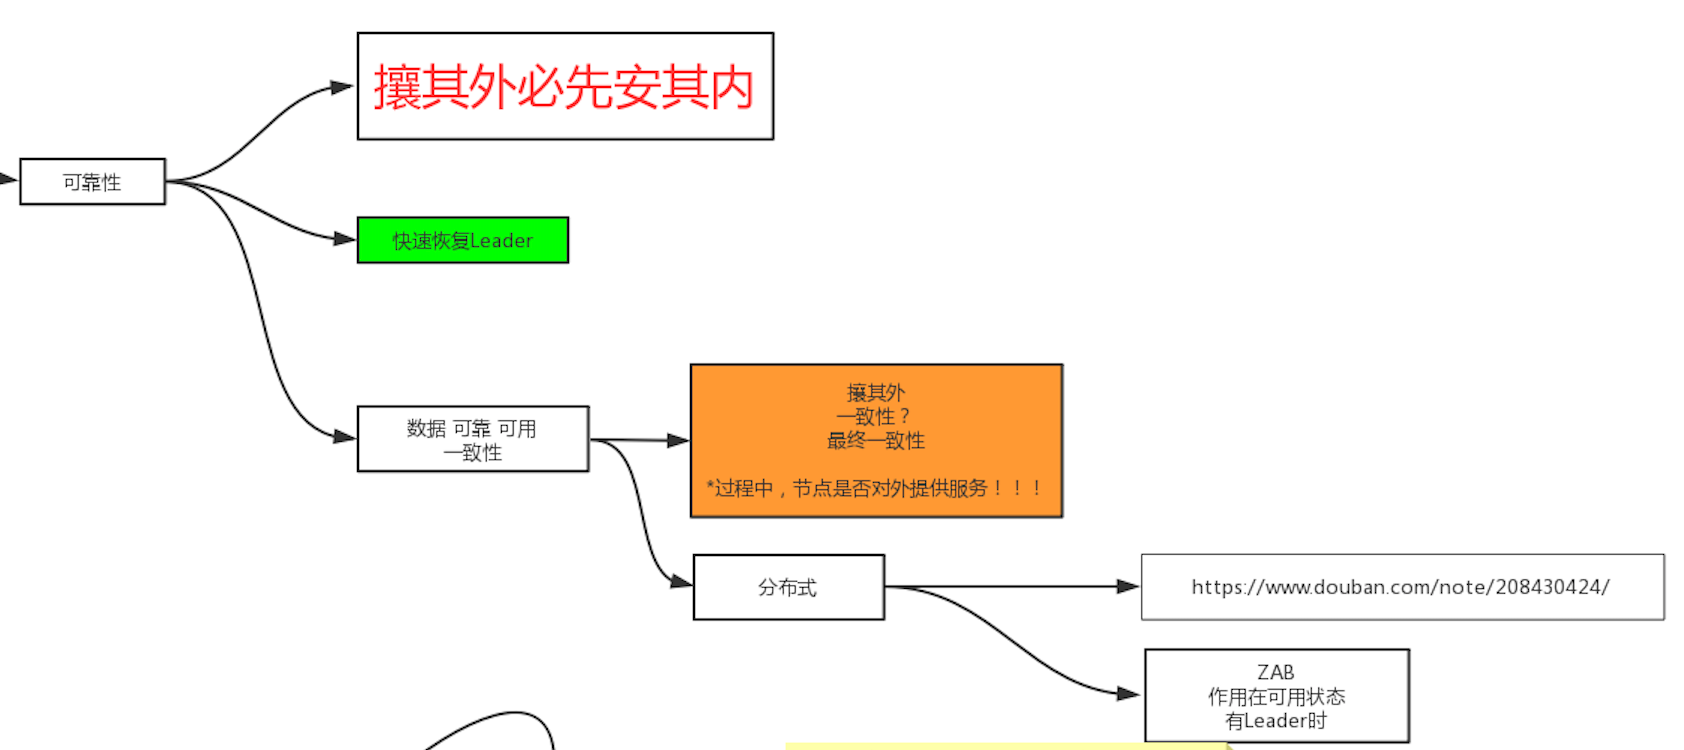 攘其外必先安其内
可靠性
快速恢复Leader
数据 可靠 可用
一致性
攘其外
一致性？
最终一致性
*过程中，节点是否对外提供服务！！！
分布式
https://www.douban.com/note/208430424/
ZAB
作用在可用状态
有Leader时